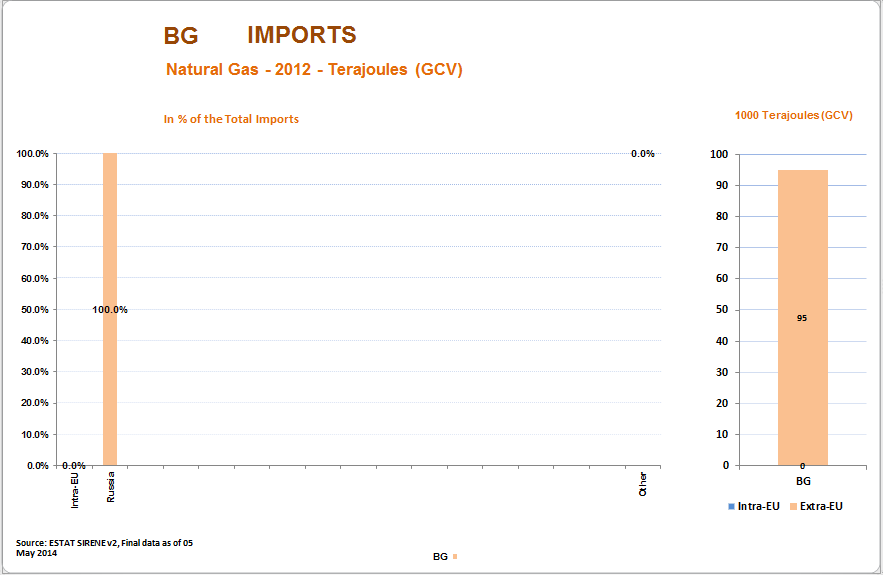 BG IMPORTS
Natural Gas - 2012 - Terajoules (GCV)
In % of the Total Imports
100.0%
90.0%
80.0%
70.0%
60.0%
50.0%
40.0%
30.0%
20.0%
10.0%
0.0%
0.0%
100.0%
0.0%
Intra-EU
Russia
Other
1000 Terajoules (GCV)
100
90
80
70
60
50
40
30
20
10
0
95
0
BG
Intra-EU Extra-EU
Source: ESTAT SIRENE v2, Final data as of 05
May 2014
BG